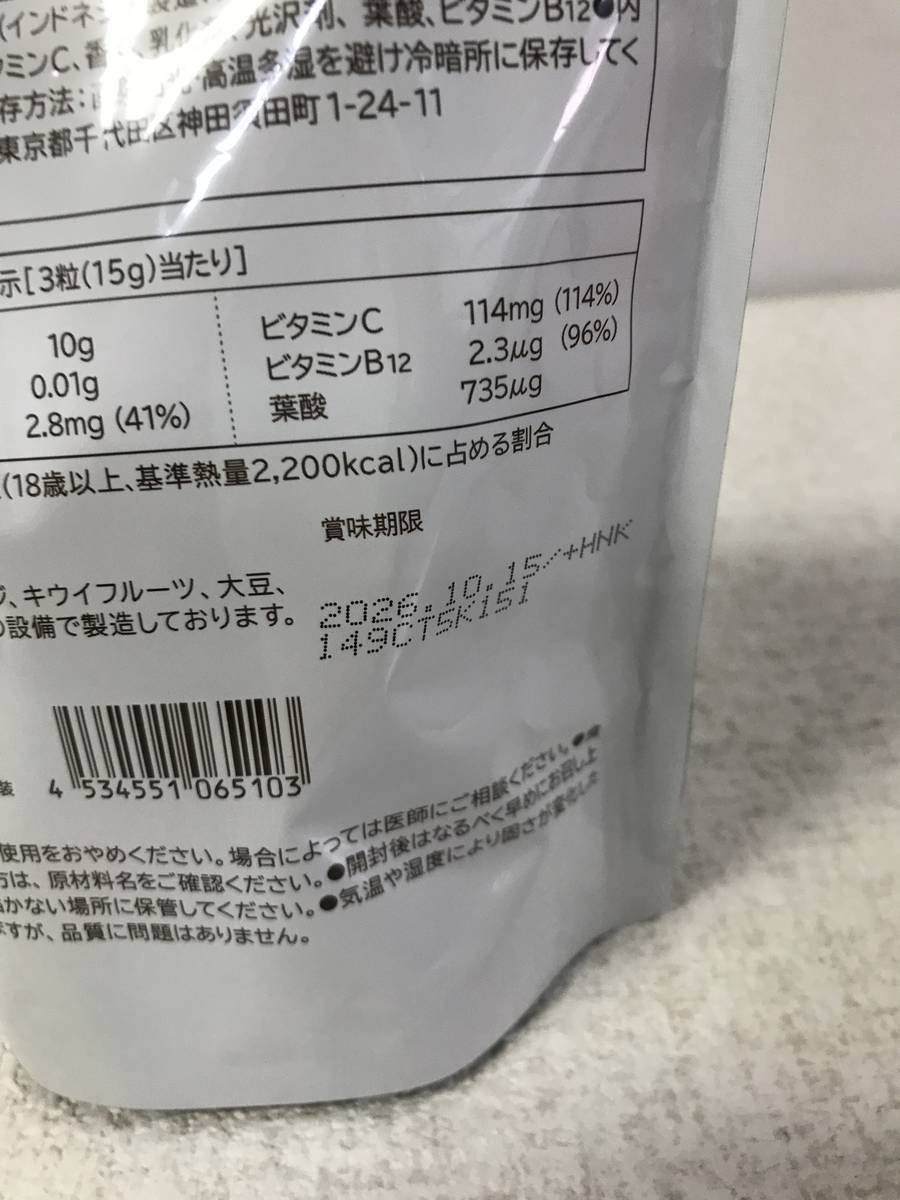 (インドネ
光沢剤、葉酸、ビタミンB12●内
ミンC、香
高温多湿を避け冷暗所に保存してく
存方法:
東京都千代田区神田須田町1-24-11
示[3粒(15g)当たり]
10g
0.01g
2.8mg (41%)
ビタミンC 114mg (114%)
ビタミンB12 2.3μg (96%)
葉酸 735μg
(18歳以上、基準熱量2,200kcal)に占める割合
賞味期限
2026.10.15/+HNK
149CT5K151
、キウイフルーツ、大豆、
設備で製造しております。
装
4 534551 065103
使用をおやめください。場合によっては医師にご相談ください。●
方は、原材料名をご確認ください。●開封後はなるべく早めにお召し上
かない場所に保管してください。●気温や湿度により固さが変化した
ますが、品質に問題はありません。